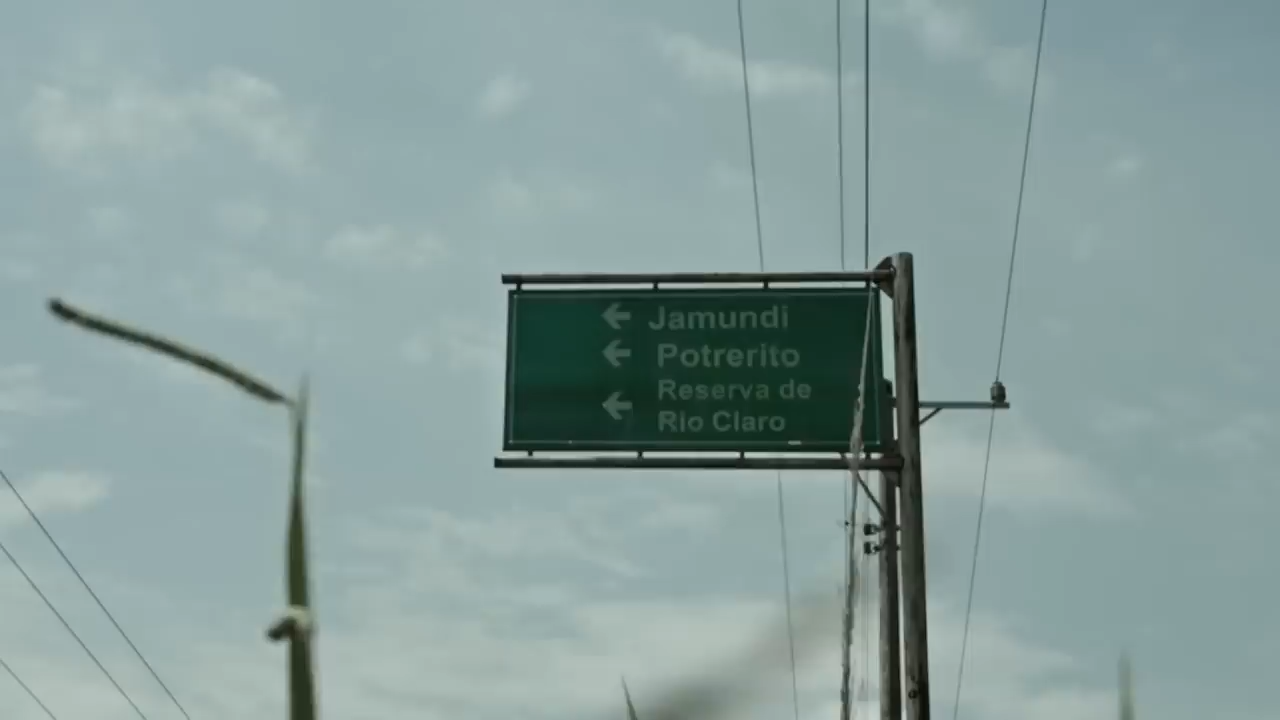 ← Jamundi
← Potrerito
Reserva de
← Rio Claro